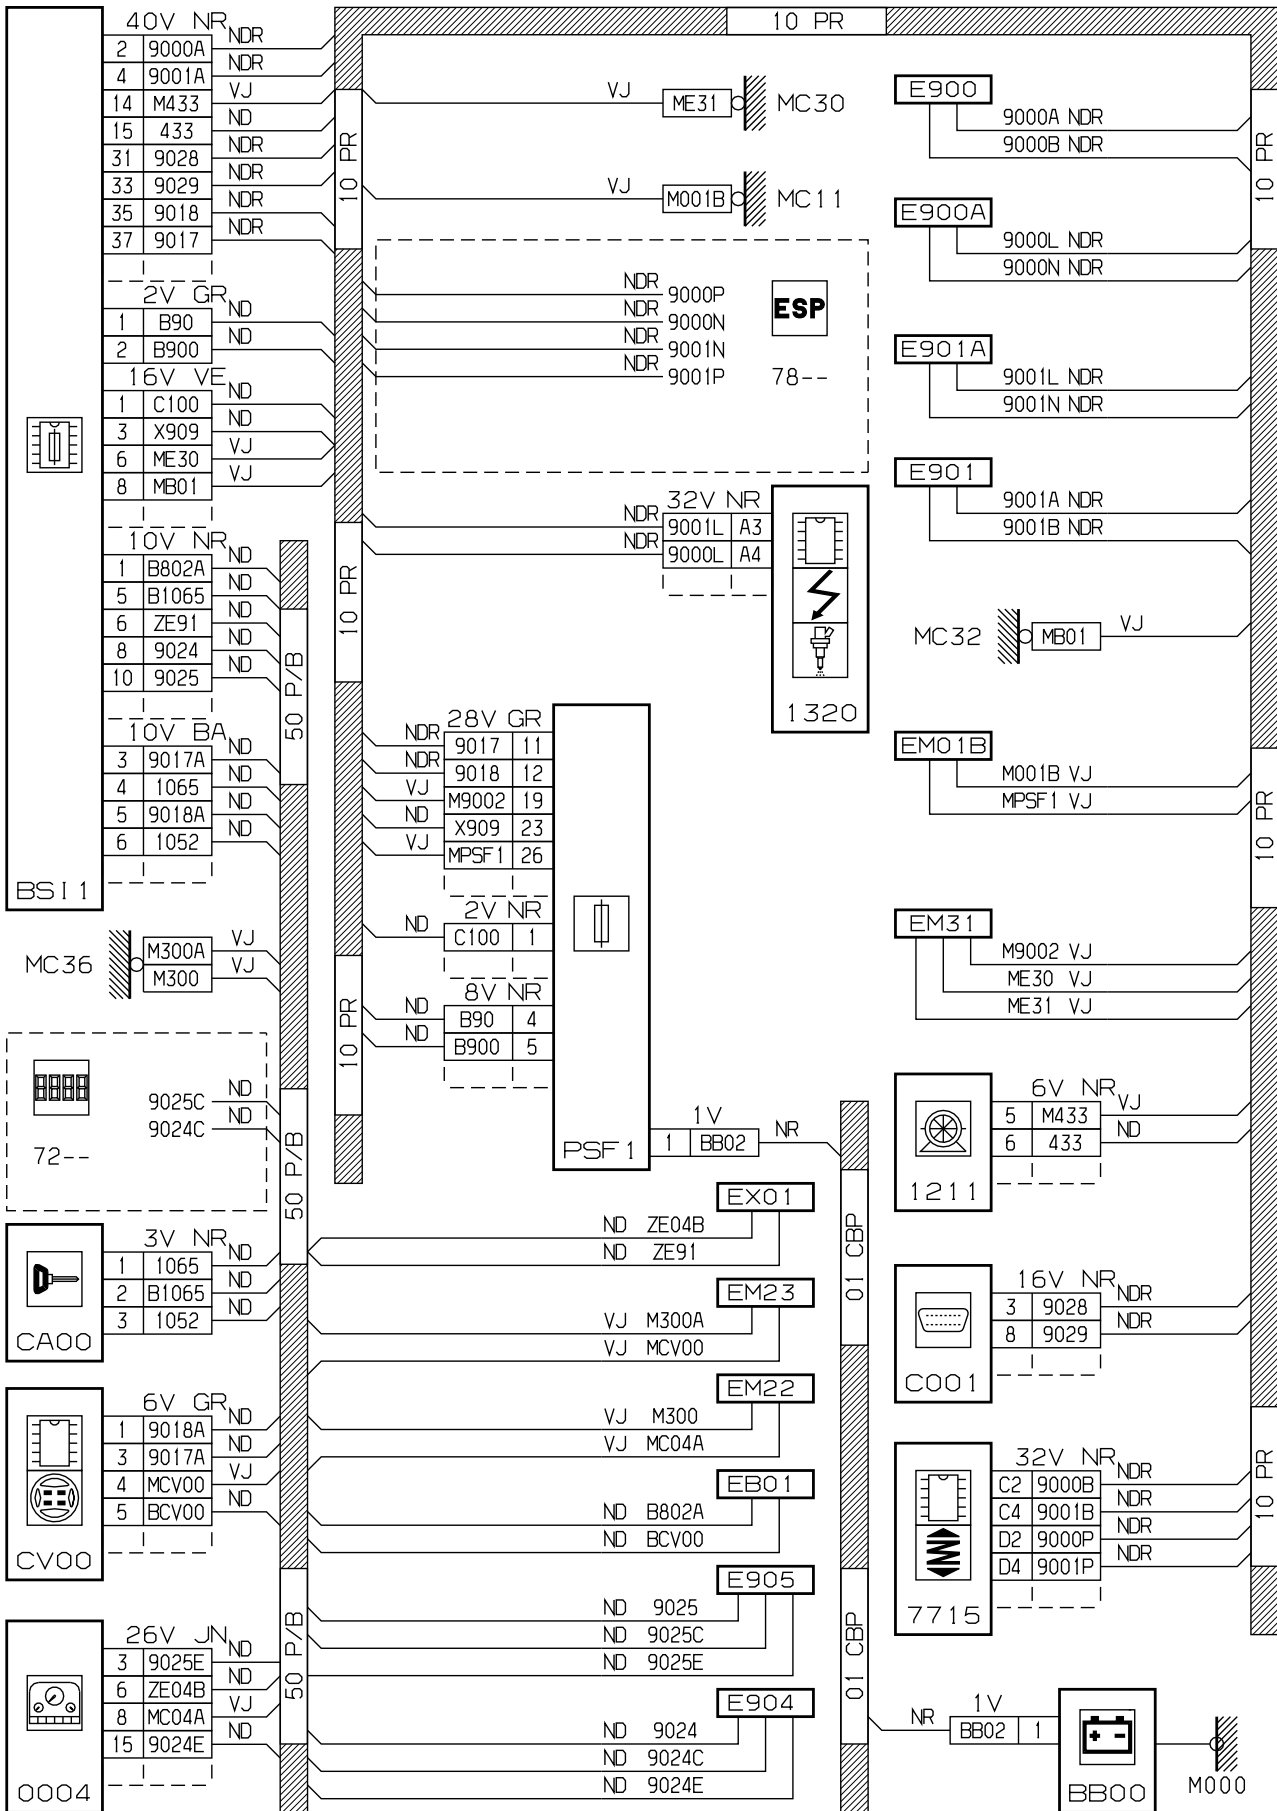 10 PR
40V NR
2 9000A NDR
4 9001A NDR
14 M433 VJ
15 433 ND
31 9028 NDR
33 9029 NDR
35 9018 NDR
37 9017 NDR
2V GR
1 B90 ND
2 B900 ND
16V VE
1 C100 ND
3 X909 ND
6 ME30 VJ
8 MB01 VJ
10V NR
1 B802A ND
5 B1065 ND
6 ZE91 ND
8 9024 ND
10 9025 ND
10V BA
3 9017A ND
4 1065 ND
5 9018A ND
6 1052 ND
BSI1
MC36
M300A VJ
M300 VJ
9025C ND
9024C ND
72--
3V NR
1 1065 ND
2 B1065 ND
3 1052 ND
CA00
6V GR
1 9018A ND
3 9017A ND
4 MCV00 VJ
5 BCV00 ND
CV00
26V JN
3 9025E ND
6 ZE04B ND
8 MC04A VJ
15 9024E ND
0004
50 P/B
50 P/B
50 P/B
10 PR
10 PR
10 PR
VJ ME31 MC30
VJ M001B MC11
NDR 9000P
NDR 9000N
NDR 9001N
NDR 9001P
ESP
78--
32V NR
NDR 9001L A3
NDR 9000L A4
1320
28V GR
NDR 9017 11
NDR 9018 12
VJ M9002 19
ND X909 23
VJ MPSF1 26
2V NR
ND C100 1
8V NR
ND B90 4
ND B900 5
PSF1
1V
1 BB02 NR
EX01
ND ZE04B
ND ZE91
EM23
VJ M300A
VJ MCV00
EM22
VJ M300
VJ MC04A
EB01
ND B802A
ND BCV00
E905
ND 9025
ND 9025C
ND 9025E
E904
ND 9024
ND 9024C
ND 9024E
01 CBP
01 CBP
E900
9000A NDR
9000B NDR
E900A
9000L NDR
9000N NDR
E901A
9001L NDR
9001N NDR
E901
9001A NDR
9001B NDR
MC32 MB01 VJ
EM01B
M001B VJ
MPSF1 VJ
EM31
M9002 VJ
ME30 VJ
ME31 VJ
6V NR
5 M433 VJ
6 433 ND
1211
16V NR
3 9028 NDR
8 9029 NDR
C001
32V NR
C2 9000B NDR
C4 9001B NDR
D2 9000P NDR
D4 9001P NDR
7715
1V
NR BB02 1
BB00
M000
10 PR
10 PR
10 PR